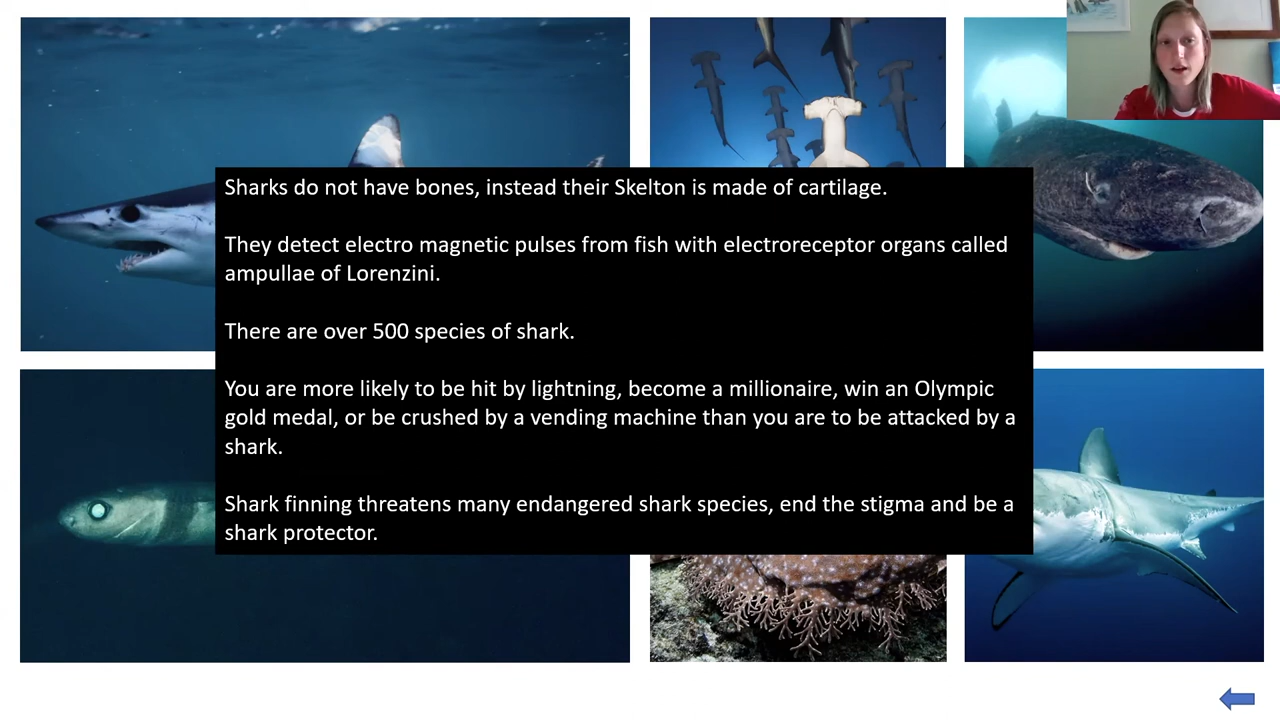 Sharks do not have bones, instead their Skelton is made of cartilage.
They detect electro magnetic pulses from fish with electroreceptor organs called
ampullae of Lorenzini.
There are over 500 species of shark.
You are more likely to be hit by lightning, become a millionaire, win an Olympic
gold medal, or be crushed by a vending machine than you are to be attacked by a
shark.
Shark finning threatens many endangered shark species, end the stigma and be a
shark protector.